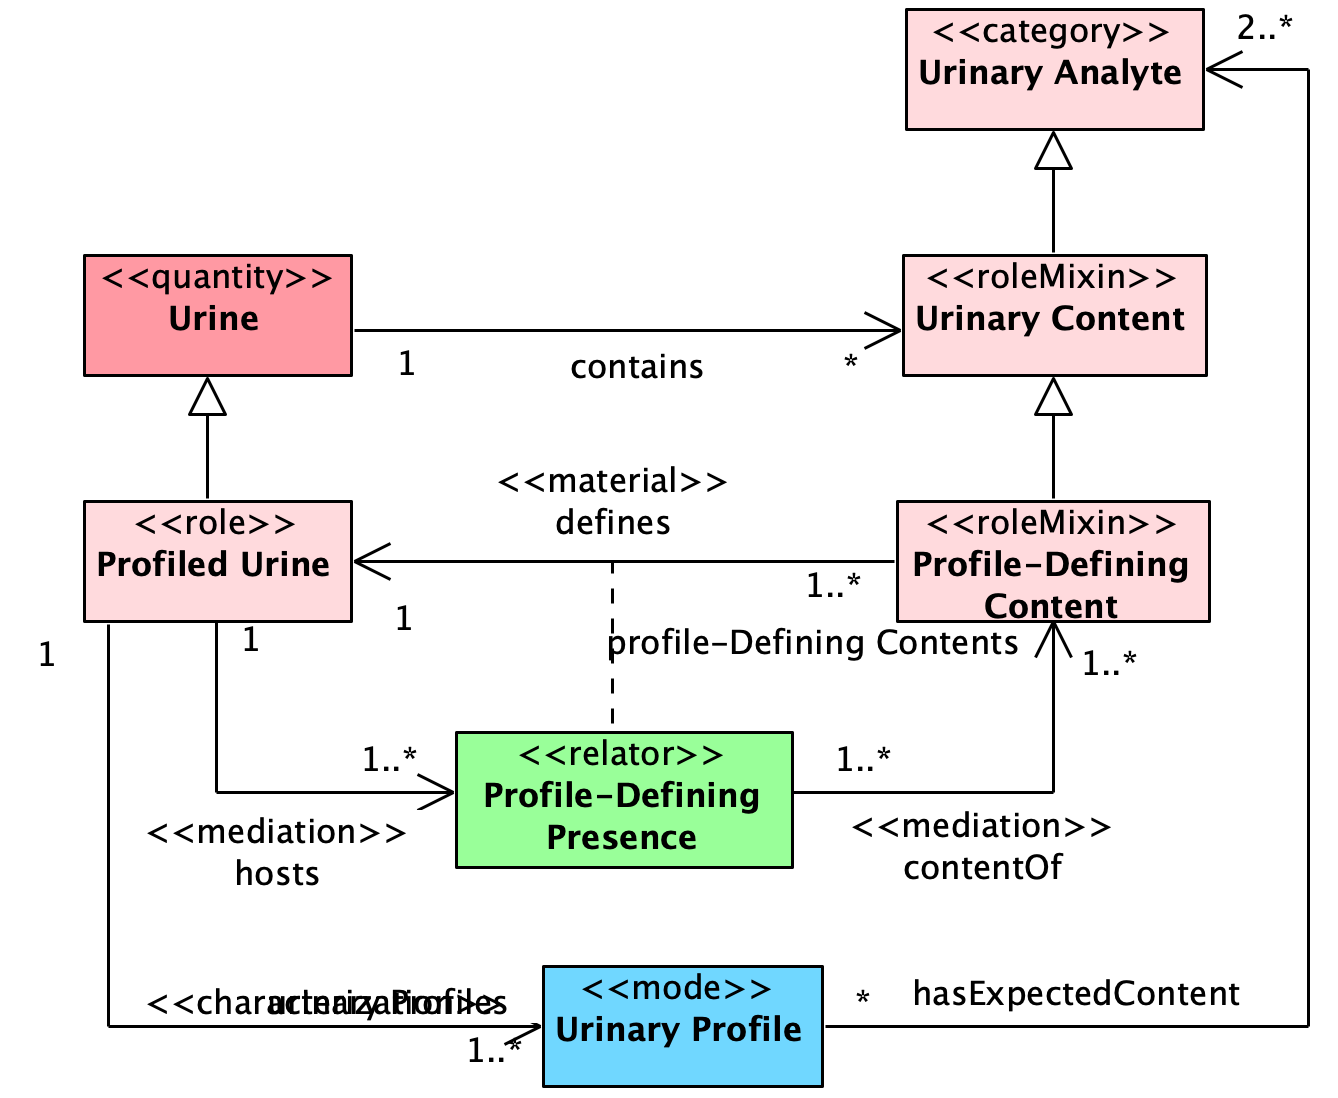 <<category>>
Urinary Analyte
2..*
<<quantity>>
Urine
<<roleMixin>>
Urinary Content
1
contains
*
<<material>>
defines
<<role>>
Profiled Urine
<<roleMixin>>
Profile-Defining
Content
1..*
1
1
1
profile-Defining Contents
1..*
<<relator>>
Profile-Defining
Presence
1..*
1..*
<<mediation>>
hosts
<<mediation>>
contentOf
<<characterization>>
urinary Profiles
1..*
<<mode>>
Urinary Profile
*
hasExpectedContent